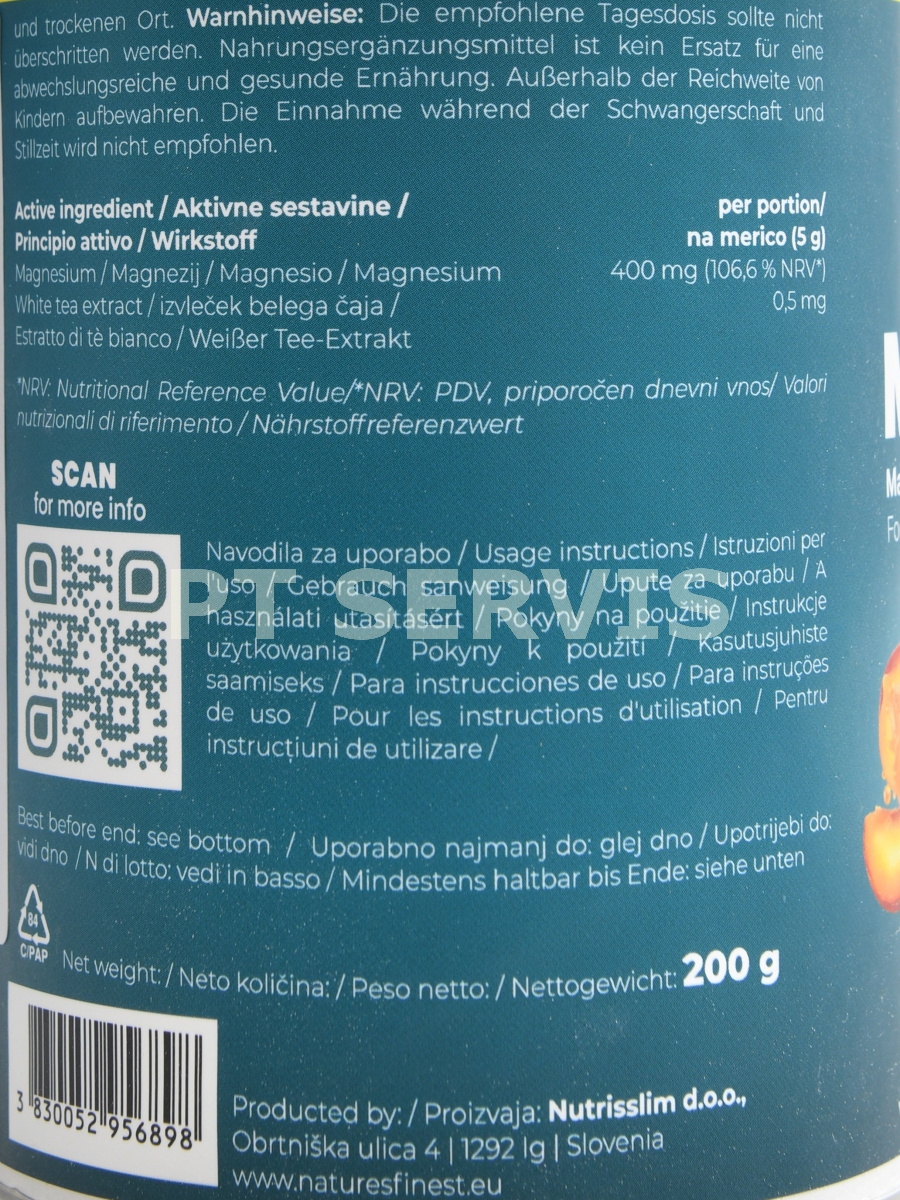 und trockenen Ort. Warnhinweise: Die empfohlene Tagesdosis sollte nicht
überschritten werden. Nahrungsergänzungsmittel ist kein Ersatz für eine
abwechslungsreiche und gesunde Ernährung. Außerhalb der Reichweite von
Kindern aufbewahren. Die Einnahme während der Schwangerschaft und
Stillzeit wird nicht empfohlen.
Active ingredient / Aktivne sestavine /
Principio attivo / Wirkstoff
per portion/
na merico (5 g)
Magnesium / Magnezij / Magnesio / Magnesium 400 mg (106,6 % NRV*)
White tea extract / izvleček belega čaja / 0,5 mg
Estratto di tè bianco / Weißer Tee-Extrakt
*NRV: Nutritional Reference Value/*NRV: PDV, priporočen dnevni vnos/ Valori
nutrizionali di riferimento / Nährstoffreferenzwert
SCAN
for more info
Navodila za uporabo / Usage instructions / Istruzioni per
l'uso / Gebrauch sanweisung / Upute za uporabu / A
használati utasításért / Pokyny na použitie / Instrukcje
użytkowania / Pokyny k použití / Kasutusjuhiste
saamiseks / Para instrucciones de uso / Para instruções
de uso / Pour les instructions d'utilisation / Pentru
instrucțiuni de utilizare /
PT SERVIS
Best before end: see bottom / Uporabno najmanj do: glej dno / Upotrijebi do:
vidi dno / N di lotto: vedi in basso / Mindestens haltbar bis Ende: siehe unten
84
C/PAP
Net weight: / Neto količina: / Peso netto: / Nettogewicht: 200 g
3 830052 956898
Producted by: / Proizvaja: Nutrisslim d.o.o.,
Obrtniška ulica 4 | 1292 Ig | Slovenia
www.naturesfinest.eu